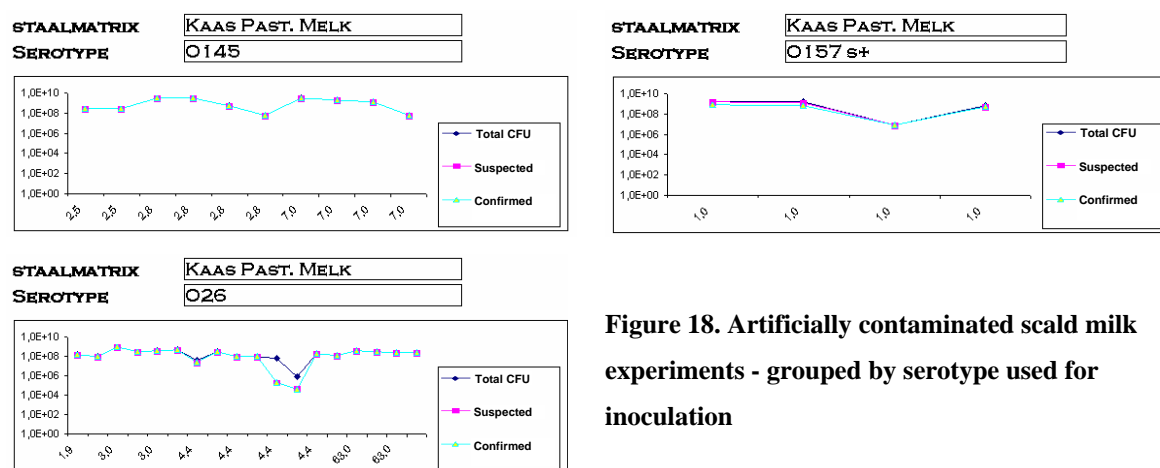 STAALMATRIX KAAS PAST. MELK
SEROTYPE O145
1,0E+10
1,0E+08
1,0E+06
1,0E+04
1,0E+02
1,0E+00
2,5 2,5 2,8 2,8 2,8 2,8 7,0 7,0 7,0 7,0
Total CFU
Suspected
Confirmed
STAALMATRIX KAAS PAST. MELK
SEROTYPE O157 s+
1,0E+10
1,0E+08
1,0E+06
1,0E+04
1,0E+02
1,0E+00
1,0 1,0 1,0 1,0
Total CFU
Suspected
Confirmed
STAALMATRIX KAAS PAST. MELK
SEROTYPE O26
1,0E+10
1,0E+08
1,0E+06
1,0E+04
1,0E+02
1,0E+00
1,9 3,0 3,0 4,4 4,4 4,4 4,4 63,0 63,0
Total CFU
Suspected
Confirmed
Figure 18. Artificially contaminated scald milk
experiments - grouped by serotype used for
inoculation